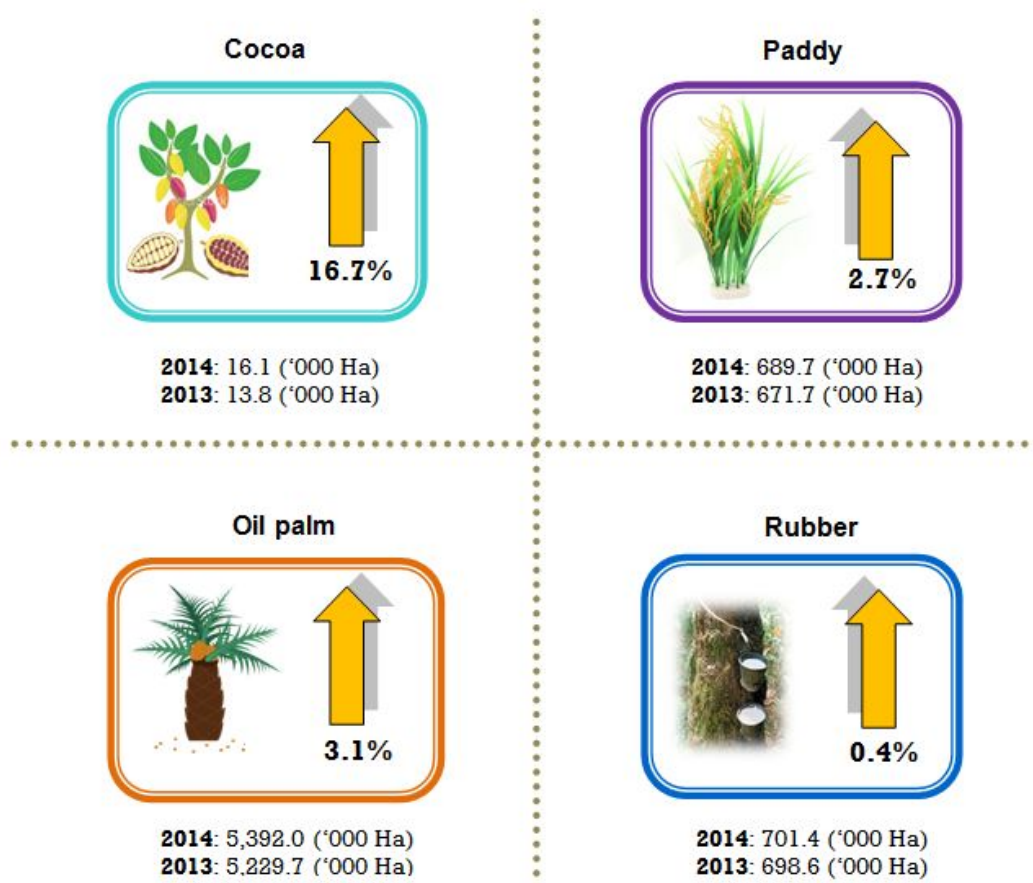 Cocoa
16.7%
2014: 16.1 (‘000 Ha)
2013: 13.8 (‘000 Ha)
Paddy
2.7%
2014: 689.7 (‘000 Ha)
2013: 671.7 (‘000 Ha)
Oil palm
3.1%
2014: 5,392.0 (‘000 Ha)
2013: 5,229.7 (‘000 Ha)
Rubber
0.4%
2014: 701.4 (‘000 Ha)
2013: 698.6 (‘000 Ha)